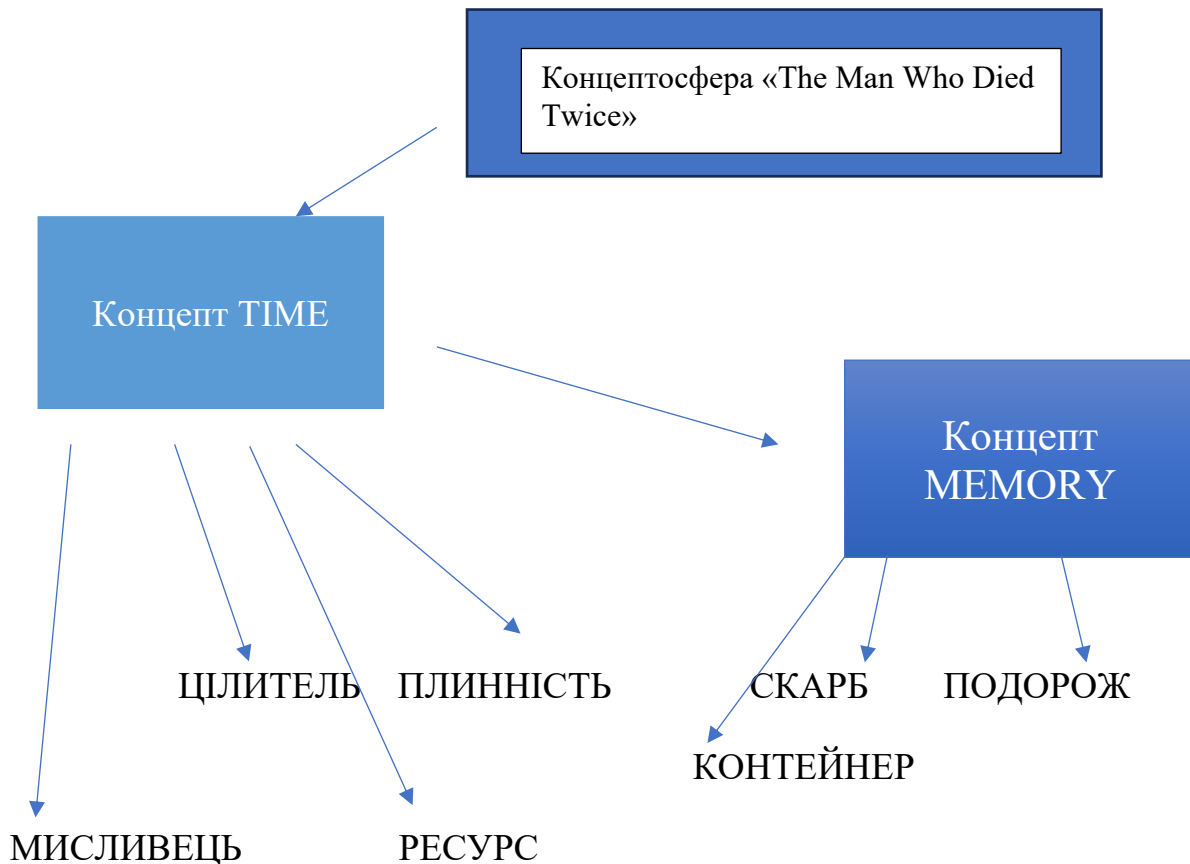 Концептосфера «The Man Who Died
Twice»
Концепт TIME
Концепт
MEMORY
ЦІЛИТЕЛЬ
ПЛИННІСТЬ
СКАРБ
ПОДОРОЖ
КОНТЕЙНЕР
МИСЛИВЕЦЬ
РЕСУРС